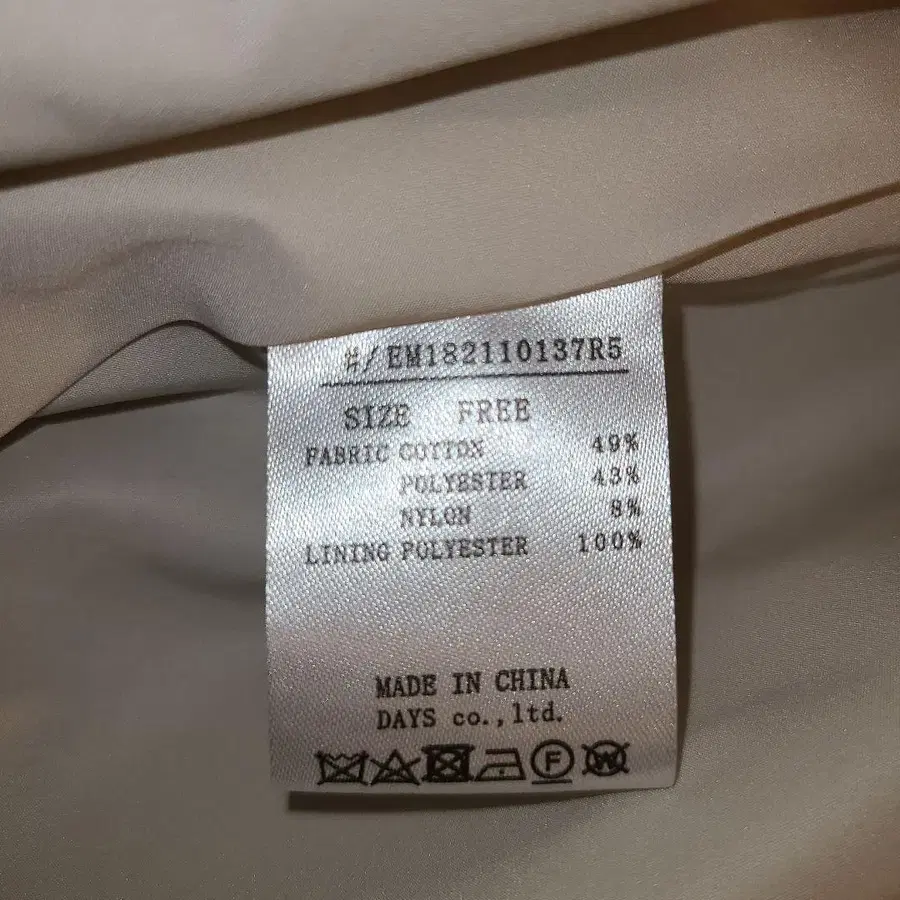 #/EM182110137R5
SIZE FREE
FABRIC COTTON 49%
POLYESTER 43%
NYLON 8%
LINING POLYESTER 100%
MADE IN CHINA
DAYS co.,ltd.
F W